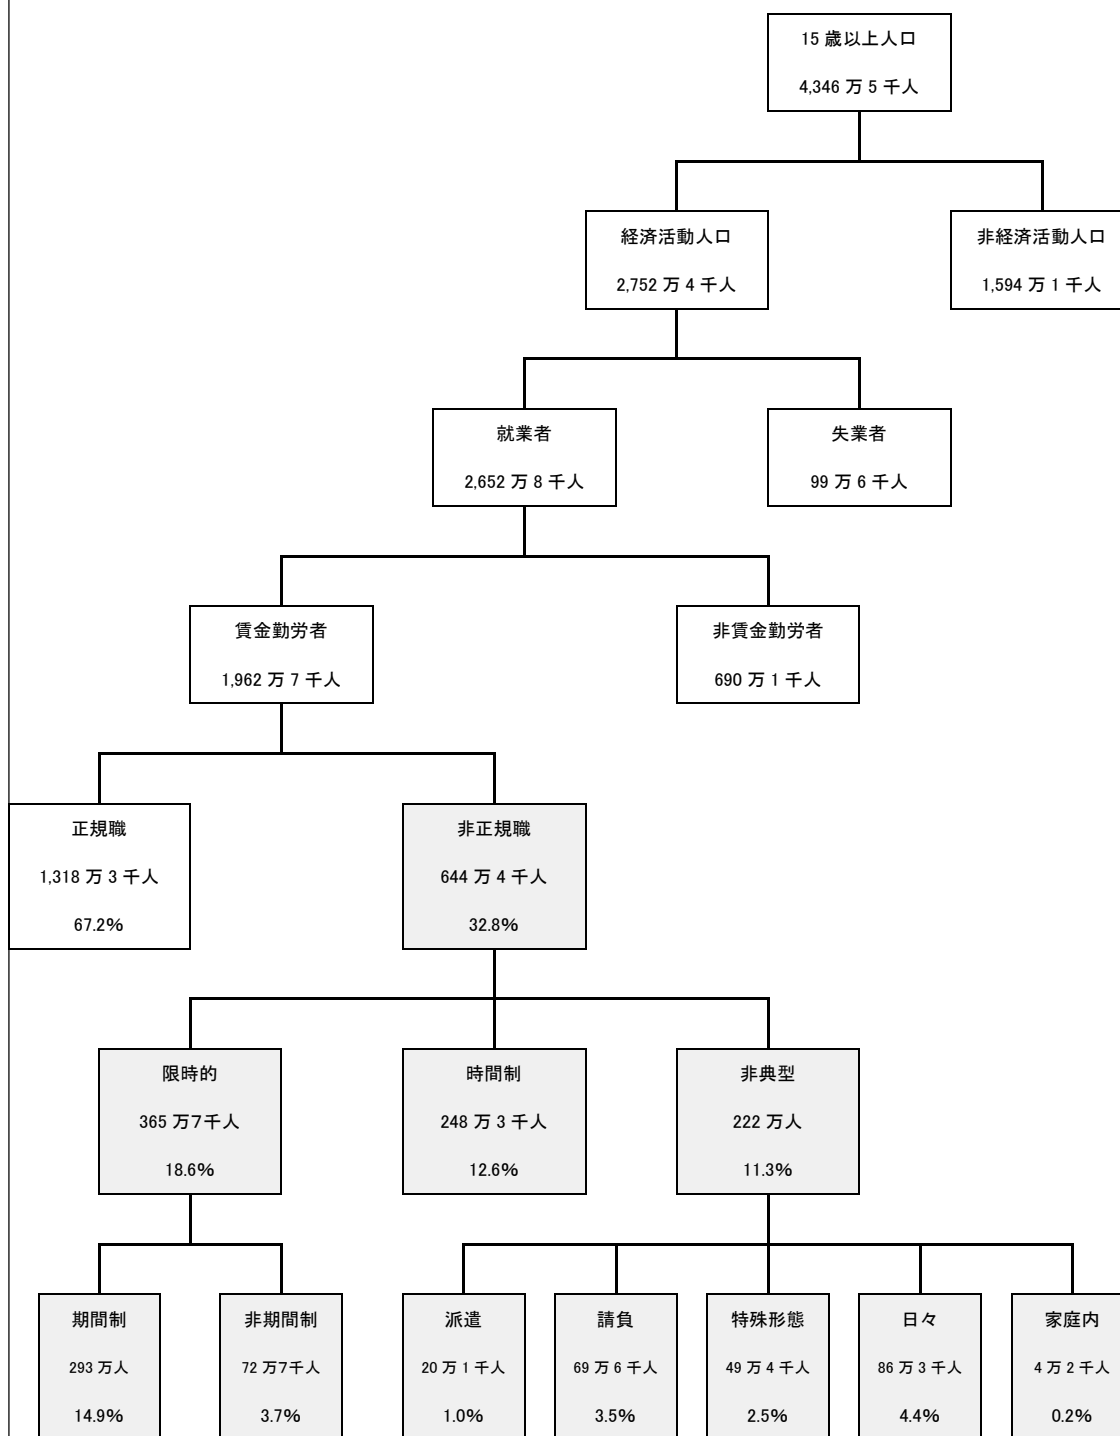 15 歳以上人口
4,346 万 5 千人
経済活動人口
2,752 万 4 千人
非経済活動人口
1,594 万 1 千人
就業者
2,652 万 8 千人
失業者
99 万 6 千人
賃金勤労者
1,962 万 7 千人
非賃金勤労者
690 万 1 千人
正規職
1,318 万 3 千人
67.2%
非正規職
644 万 4 千人
32.8%
限時的
365 万７千人
18.6%
時間制
248 万 3 千人
12.6%
非典型
222 万人
11.3%
期間制
293 万人
14.9%
非期間制
72 万７千人
3.7%
派遣
20 万 1 千人
1.0%
請負
69 万 6 千人
3.5%
特殊形態
49 万 4 千人
2.5%
日々
86 万 3 千人
4.4%
家庭内
4 万 2 千人
0.2%